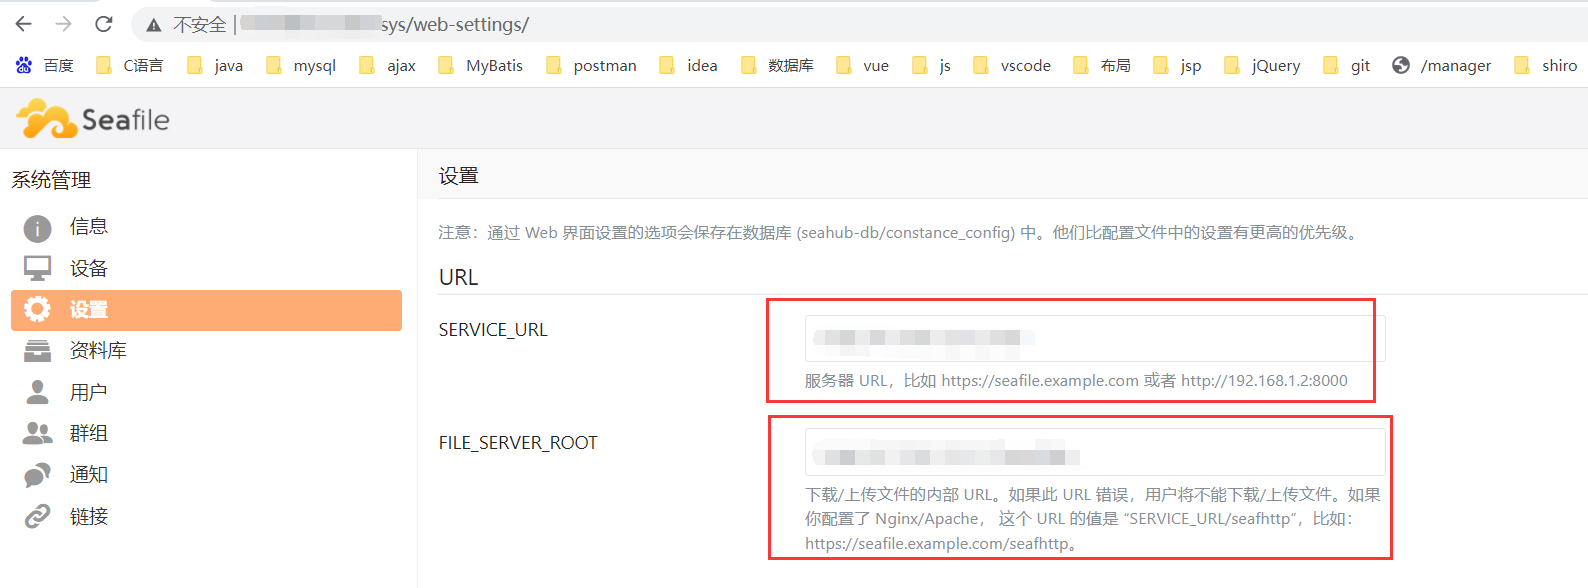 不安全 | sys/web-settings/
百度 C语言 java mysql ajax MyBatis postman idea 数据库 vue js vscode 布局 jsp jQuery git /manager shiro
Seafile
系统管理
信息
设备
设置
资料库
用户
群组
通知
链接
设置
注意：通过 Web 界面设置的选项会保存在数据库 (seahub-db/constance_config) 中。他们比配置文件中的设置有更高的优先级。
URL
SERVICE_URL
服务器 URL，比如 https://seafile.example.com 或者 http://192.168.1.2:8000
FILE_SERVER_ROOT
下载/上传文件的内部 URL。如果此 URL 错误，用户将不能下载/上传文件。如果
你配置了 Nginx/Apache， 这个 URL 的值是 “SERVICE_URL/seafhttp”，比如：
https://seafile.example.com/seafhttp。